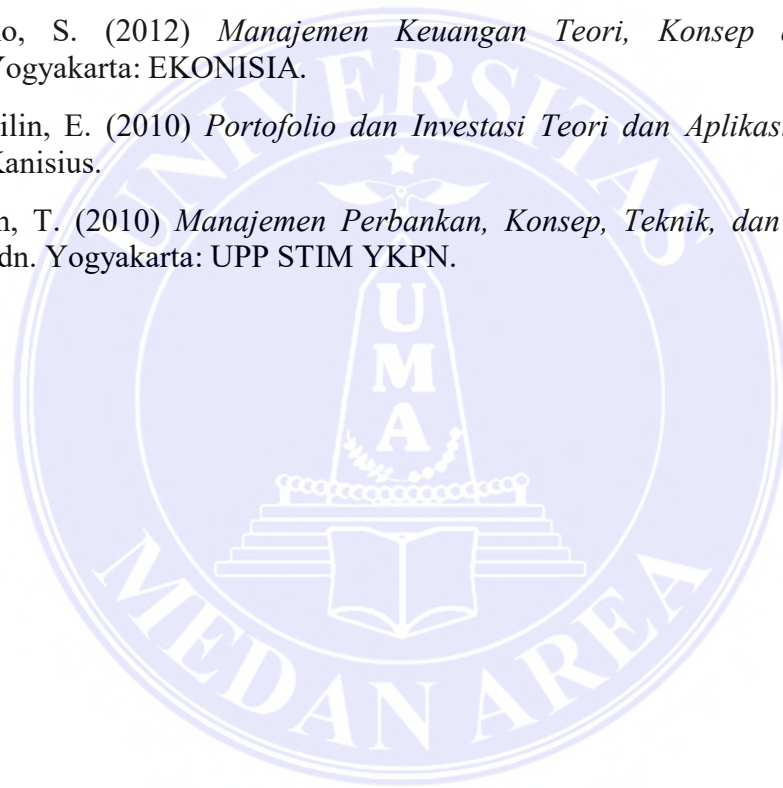 o, S. (2012) Manajemen Keuangan Teori, Konsep
Yogyakarta: EKONISIA.
ilin, E. (2010) Portofolio dan Investasi Teori dan Aplikas
Kanisius.
n, T. (2010) Manajemen Perbankan, Konsep, Teknik, dan
dn. Yogyakarta: UPP STIM YKPN.
UNIVERSITAS
U
M
A
MEDAN AREA